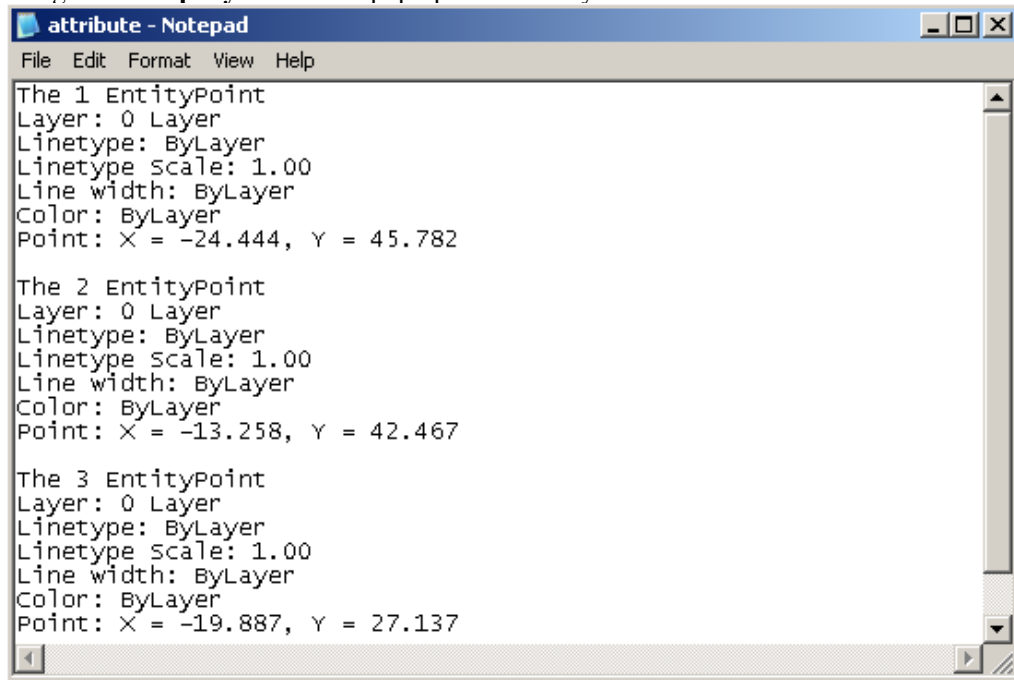 attribute - Notepad
File Edit Format View Help
The 1 EntityPoint
Layer: 0 Layer
Linetype: ByLayer
Linetype Scale: 1.00
Line width: ByLayer
Color: ByLayer
Point: X = -24.444, Y = 45.782
The 2 EntityPoint
Layer: 0 Layer
Linetype: ByLayer
Linetype Scale: 1.00
Line width: ByLayer
Color: ByLayer
Point: X = -13.258, Y = 42.467
The 3 EntityPoint
Layer: 0 Layer
Linetype: ByLayer
Linetype Scale: 1.00
Line width: ByLayer
Color: ByLayer
Point: X = -19.887, Y = 27.137